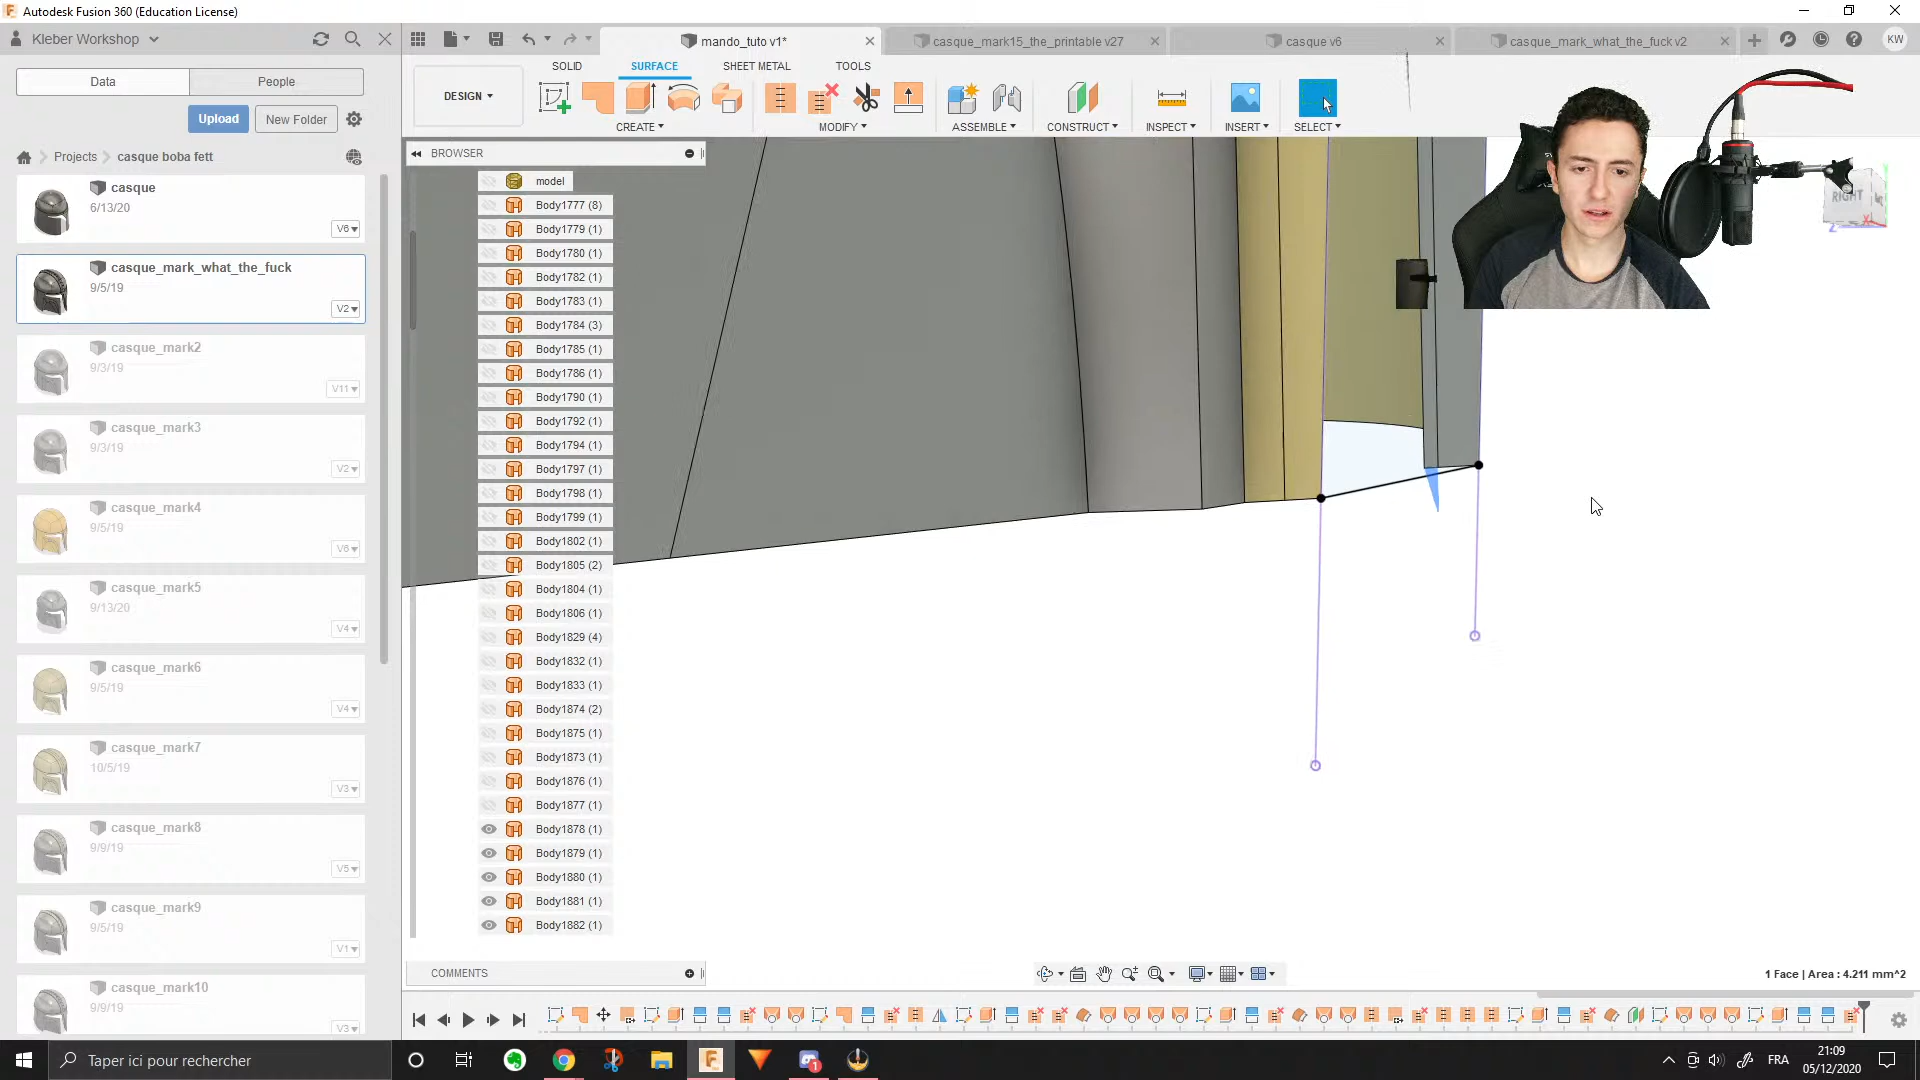 Autodesk Fusion 360 (Education License)
Kleber Workshop
mando_tuto v1*
casque_mark15_the_printable v27
casque v6
casque_mark_what_the_fuck v2
KW
Data
People
Upload
New Folder
Projects
casque boba fett
DESIGN
SOLID
SURFACE
SHEET METAL
TOOLS
CREATE
MODIFY
ASSEMBLE
CONSTRUCT
INSPECT
INSERT
SELECT
casque
6/13/20
V6
casque_mark_what_the_fuck
9/5/19
V2
casque_mark2
9/3/19
V11
casque_mark3
9/3/19
V2
casque_mark4
9/5/19
V6
casque_mark5
9/13/20
V4
casque_mark6
9/5/19
V4
casque_mark7
10/5/19
V3
casque_mark8
9/9/19
V5
casque_mark9
9/5/19
V1
casque_mark10
9/9/19
V3
BROWSER
model
Body1777 (8)
Body1779 (1)
Body1780 (1)
Body1782 (1)
Body1783 (1)
Body1784 (3)
Body1785 (1)
Body1786 (1)
Body1790 (1)
Body1792 (1)
Body1794 (1)
Body1797 (1)
Body1798 (1)
Body1799 (1)
Body1802 (1)
Body1805 (2)
Body1804 (1)
Body1806 (1)
Body1829 (4)
Body1832 (1)
Body1833 (1)
Body1874 (2)
Body1875 (1)
Body1873 (1)
Body1876 (1)
Body1877 (1)
Body1878 (1)
Body1879 (1)
Body1880 (1)
Body1881 (1)
Body1882 (1)
RIGHT
Z
X
COMMENTS
1 Face | Area : 4.211 mm^2
Taper ici pour rechercher
FRA
21:09
05/12/2020